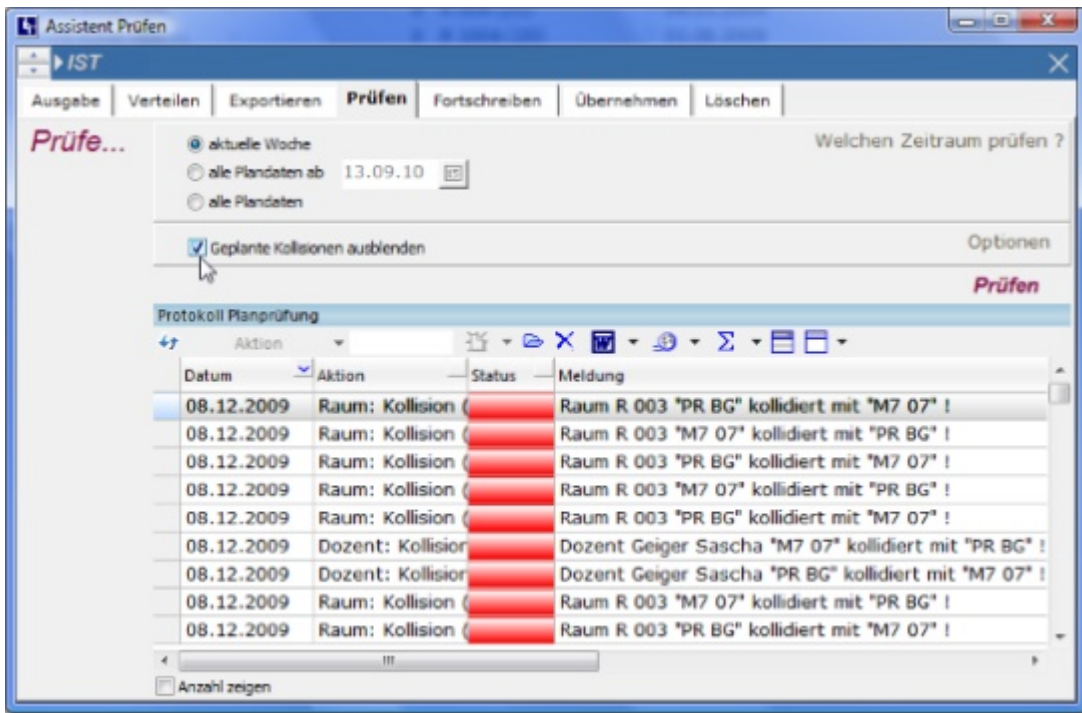 Assistent Prüfen
IST
Ausgabe Verteilen Exportieren Prüfen Fortschreiben Übernehmen Löschen
Prüfe...
aktuelle Woche
Welchen Zeitraum prüfen ?
alle Plandaten ab 13.09.10
alle Plandaten
Geplante Kollisionen ausblenden
Optionen
Prüfen
Protokoll Planprüfung
Aktion
Datum Aktion Status Meldung
08.12.2009 Raum: Kollision ( Raum R 003 "PR BG" kollidiert mit "M7 07" !
08.12.2009 Raum: Kollision ( Raum R 003 "M7 07" kollidiert mit "PR BG" !
08.12.2009 Raum: Kollision ( Raum R 003 "PR BG" kollidiert mit "M7 07" !
08.12.2009 Raum: Kollision ( Raum R 003 "M7 07" kollidiert mit "PR BG" !
08.12.2009 Raum: Kollision ( Raum R 003 "PR BG" kollidiert mit "M7 07" !
08.12.2009 Dozent: Kollision Dozent Geiger Sascha "M7 07" kollidiert mit "PR BG" !
08.12.2009 Dozent: Kollision Dozent Geiger Sascha "PR BG" kollidiert mit "M7 07" !
08.12.2009 Raum: Kollision ( Raum R 003 "M7 07" kollidiert mit "PR BG" !
08.12.2009 Raum: Kollision ( Raum R 003 "PR BG" kollidiert mit "M7 07" !
Anzahl zeigen